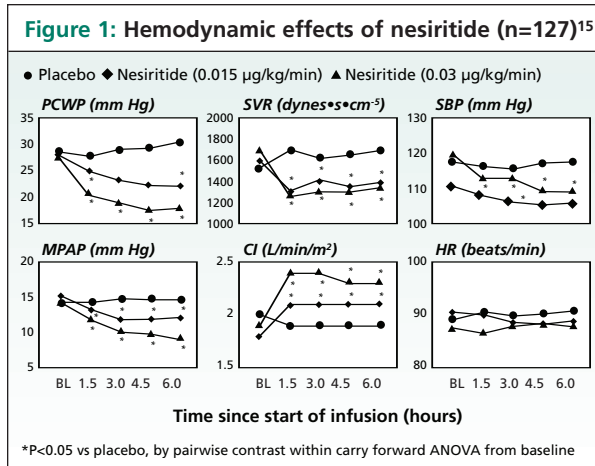 Figure 1: Hemodynamic effects of nesiritide (n=127)15
● Placebo ◆ Nesiritide (0.015 µg/kg/min) ▲ Nesiritide (0.03 µg/kg/min)
PCWP (mm Hg) SVR (dynes•s•cm-5) SBP (mm Hg)
35 2000 130
30 1800
25 1600 120
20 1400 110
1200
15 1000 100
MPAP (mm Hg) CI (L/min/m2) HR (beats/min)
20 2.5 100
15
10 2 90
5 1.5 80
BL 1.5 3.0 4.5 6.0 BL 1.5 3.0 4.5 6.0 BL 1.5 3.0 4.5 6.0
Time since start of infusion (hours)
*P<0.05 vs placebo, by pairwise contrast within carry forward ANOVA from baseline